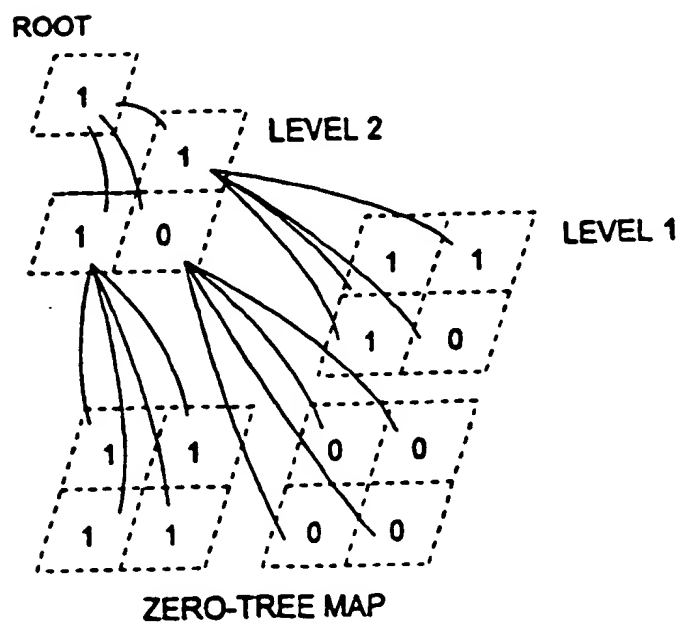 ROOT
1
LEVEL 2
1
1 0
LEVEL 1
1 1
1 0
1 1
0 0
1 1
0 0
ZERO-TREE MAP